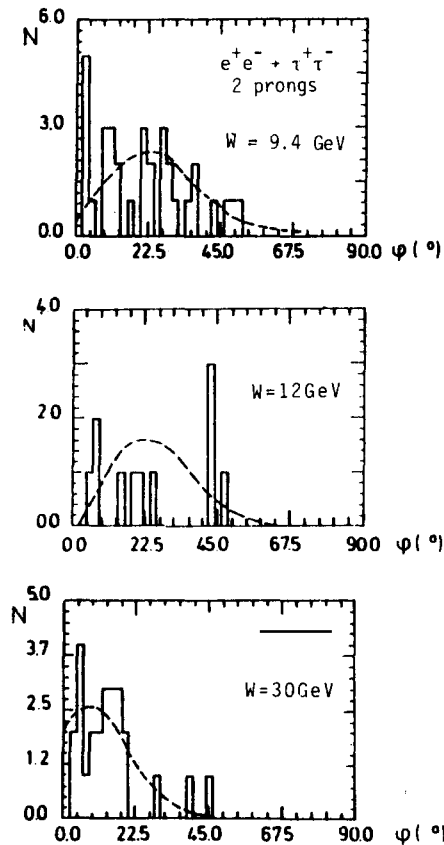 6.0
N
e⁺e⁻ → τ⁺τ⁻
2 prongs
3.0
W = 9.4 GeV
0.0
0.0 22.5 45.0 67.5 90.0 φ(°)
4.0
N
W=12GeV
2.0
0.0
0.0 22.5 45.0 67.5 90.0 φ(°)
5.0
N
3.7
2.5
W=30GeV
1.2
0.0
0.0 22.5 45.0 67.5 90.0 φ(°)